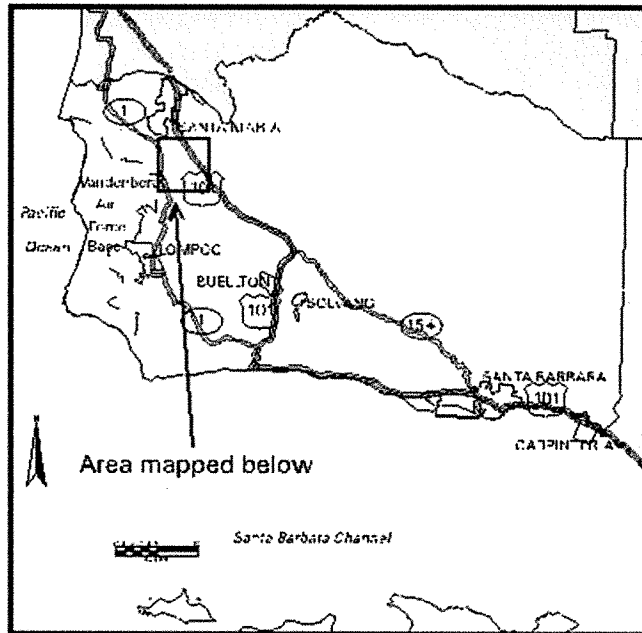 1
SANTA MARIA
Vandenberg
Air
Force
Base
101
Pacific
Ocean
LOMPOC
BUELLTON
101
SOLVANG
1
154
SANTA BARBARA
101
CARPINTERIA
Area mapped below
Santa Barbara Channel